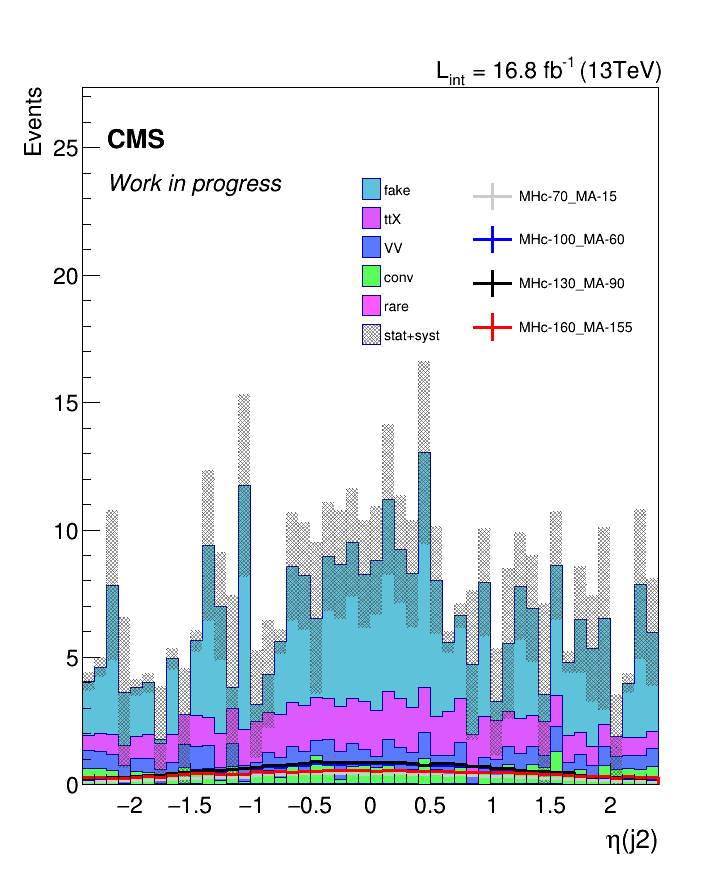 L_int = 16.8 fb^-1 (13TeV)
Events
CMS
Work in progress
fake
ttX
VV
conv
rare
stat+syst
MHc-70_MA-15
MHc-100_MA-60
MHc-130_MA-90
MHc-160_MA-155
25
20
15
10
5
0
−2 −1.5 −1 −0.5 0 0.5 1 1.5 2
η(j2)